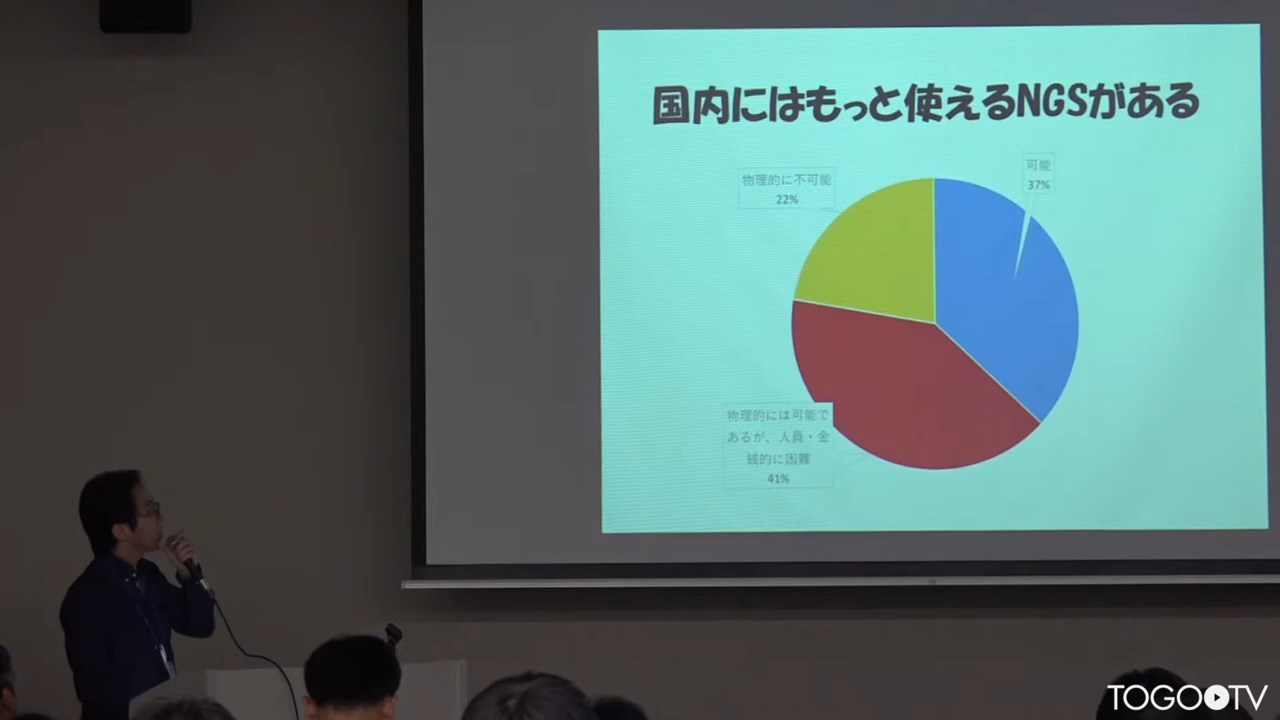 国内にはもっと使えるNGSがある
可能
37%
物理的に不可能
22%
物理的には可能で
あるが、人員・金
銭的に困難
41%
TOGOTV